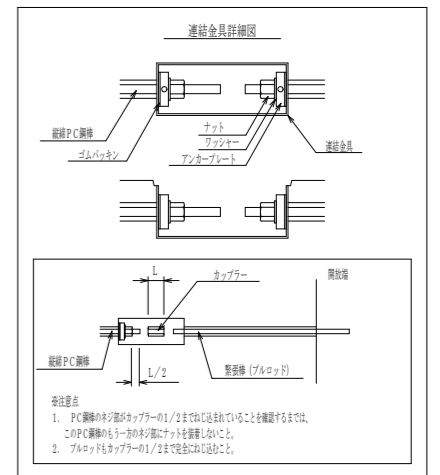 連結金具詳細図
ナット
ワッシャー
アンカープレート
縦締PC鋼棒
ゴムパッキン
連結金具
L
カップラー
開放端
縦締PC鋼棒
L/2
緊張棒(プルロッド)
※注意点
1. PC鋼棒のネジ部がカップラーの1/2までねじ込まれていることを確認するまでは、
このPC鋼棒のもう一方のネジ部にナットを装着しないこと。
2. プルロッドもカップラーの1/2まで完全にねじ込むこと。